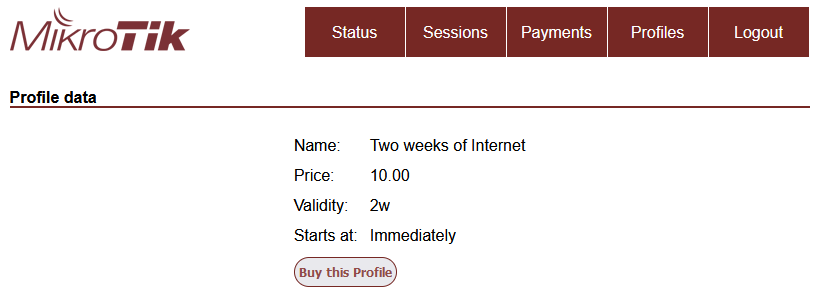 MikroTik
Status Sessions Payments Profiles Logout
Profile data
Name: Two weeks of Internet
Price: 10.00
Validity: 2w
Starts at: Immediately
Buy this Profile